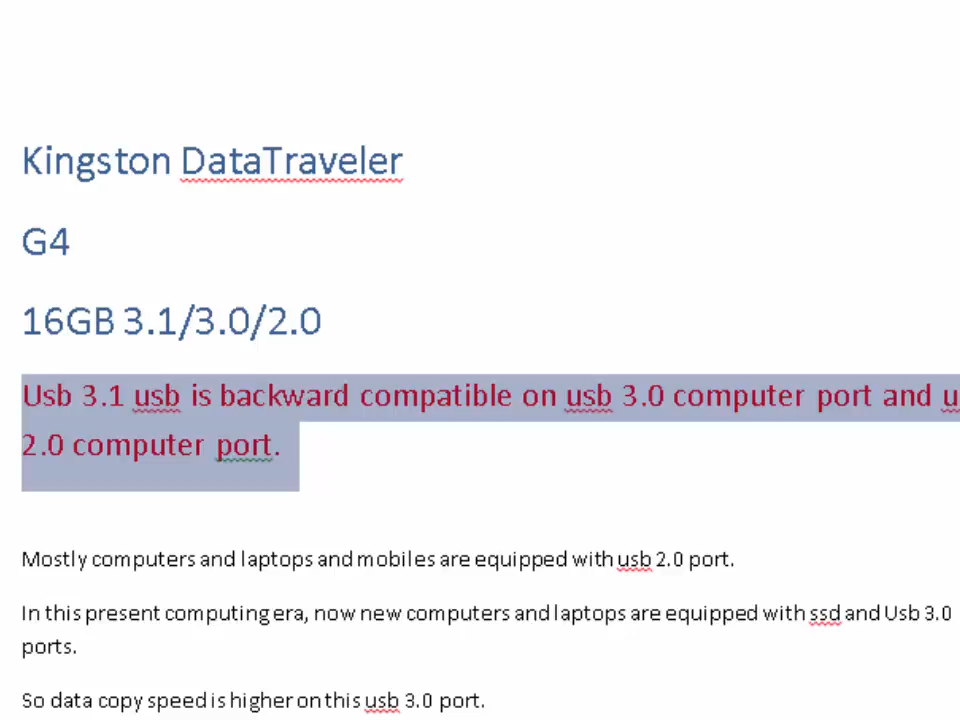 Kingston DataTraveler
G4
16GB 3.1/3.0/2.0
Usb 3.1 usb is backward compatible on usb 3.0 computer port and
2.0 computer port.
Mostly computers and laptops and mobiles are equipped with usb 2.0 port.
In this present computing era, now new computers and laptops are equipped with ssd and Usb 3.0
ports.
So data copy speed is higher on this usb 3.0 port.